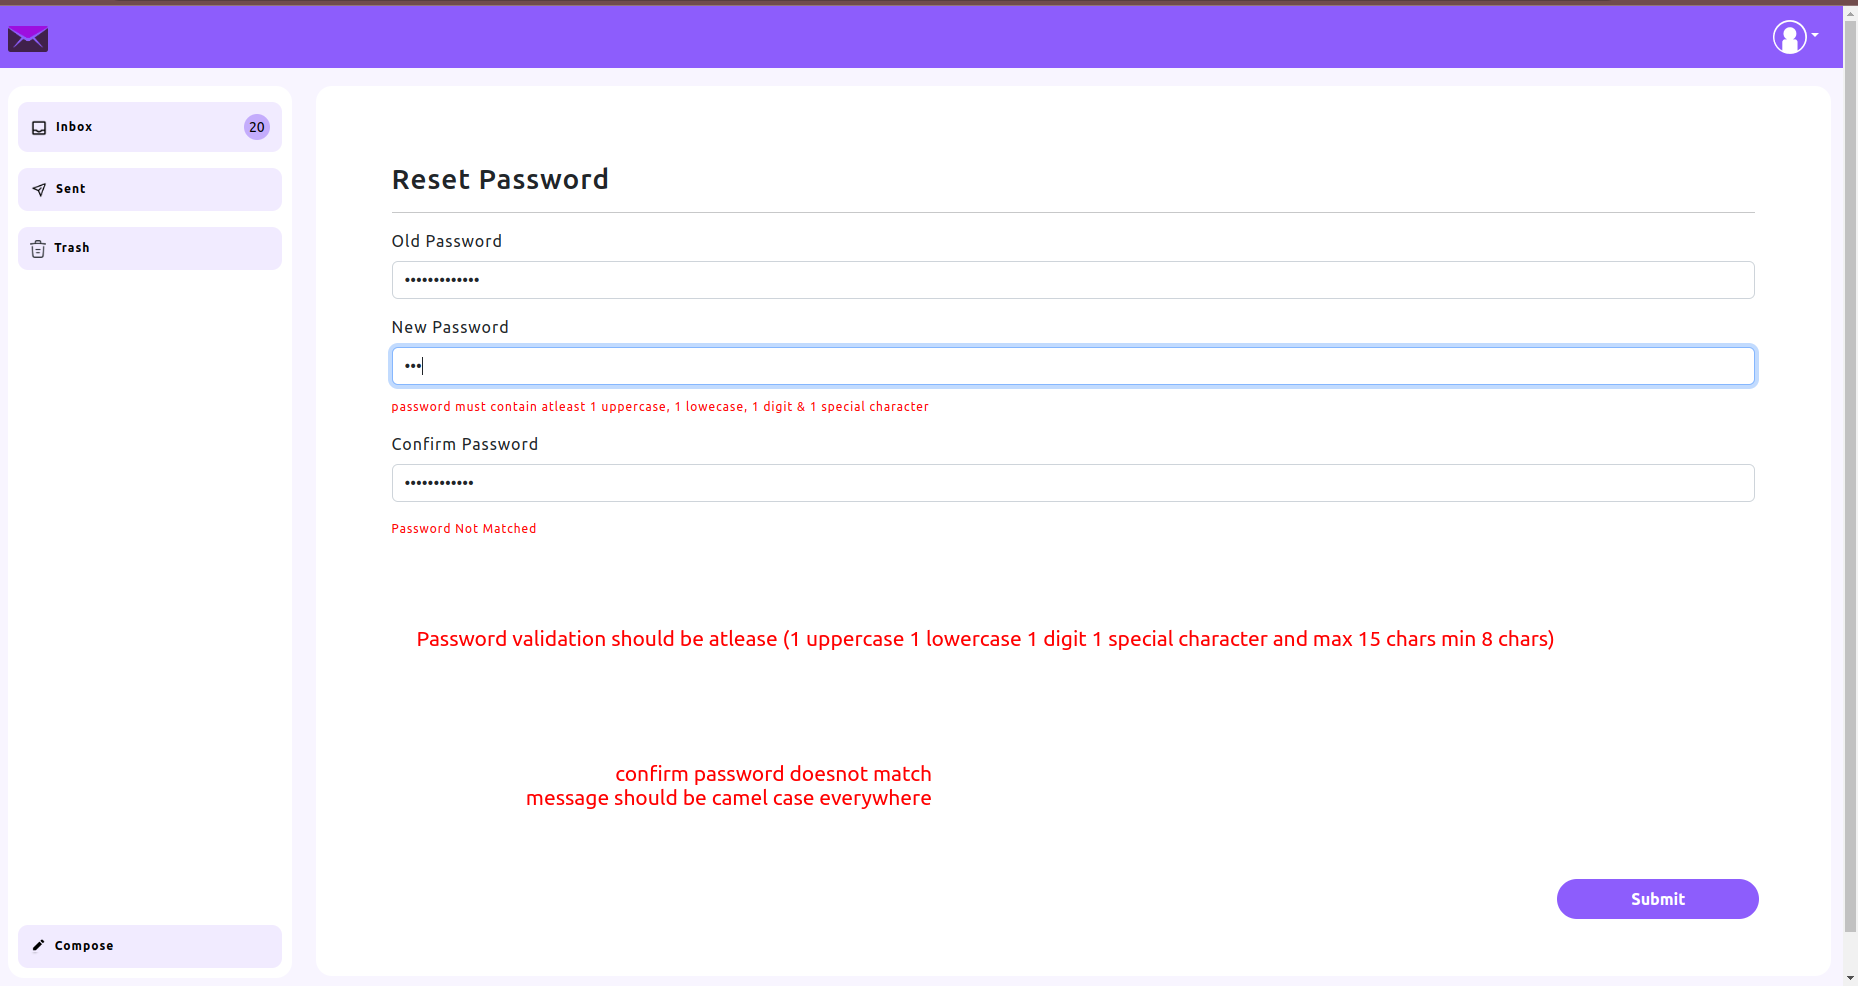 Inbox 20
Sent
Trash
Compose
Reset Password
Old Password
•••••••••••••
New Password
•••
password must contain atleast 1 uppercase, 1 lowecase, 1 digit & 1 special character
Confirm Password
••••••••••••
Password Not Matched
Password validation should be atlease (1 uppercase 1 lowercase 1 digit 1 special character and max 15 chars min 8 chars)
confirm password doesnot match
message should be camel case everywhere
Submit